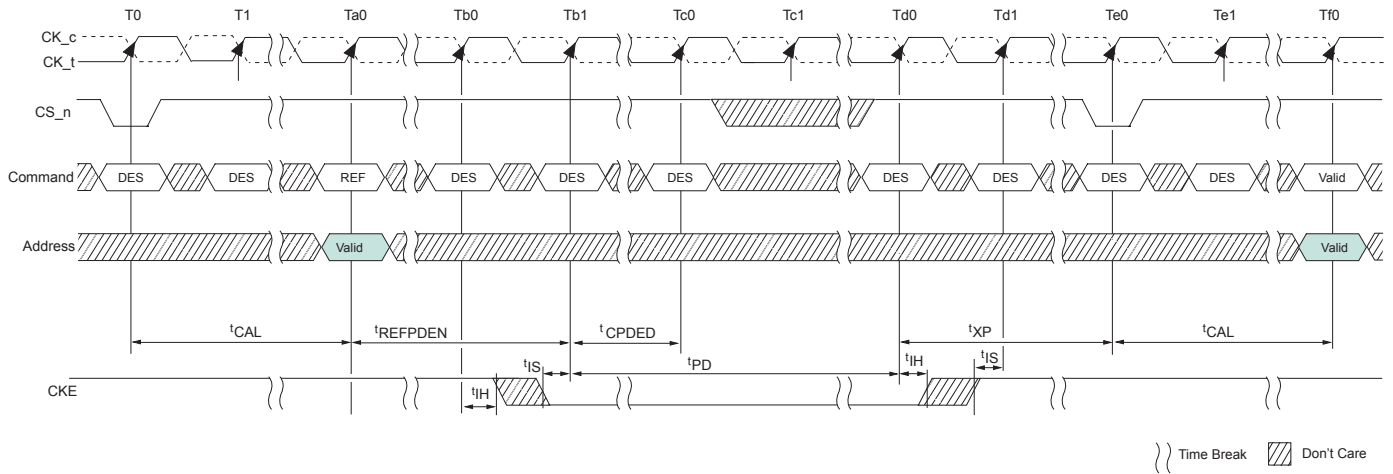 T0 T1 Ta0 Tb0 Tb1 Tc0 Tc1 Td0 Td1 Te0 Te1 Tf0
CK_c
CK_t
CS_n
Command DES DES REF DES DES DES DES DES DES DES Valid
Address Valid Valid
tCAL tREFPDEN tCPDED tXP tCAL
tIS tPD tIH tIS
CKE tIH
Time Break Don't Care